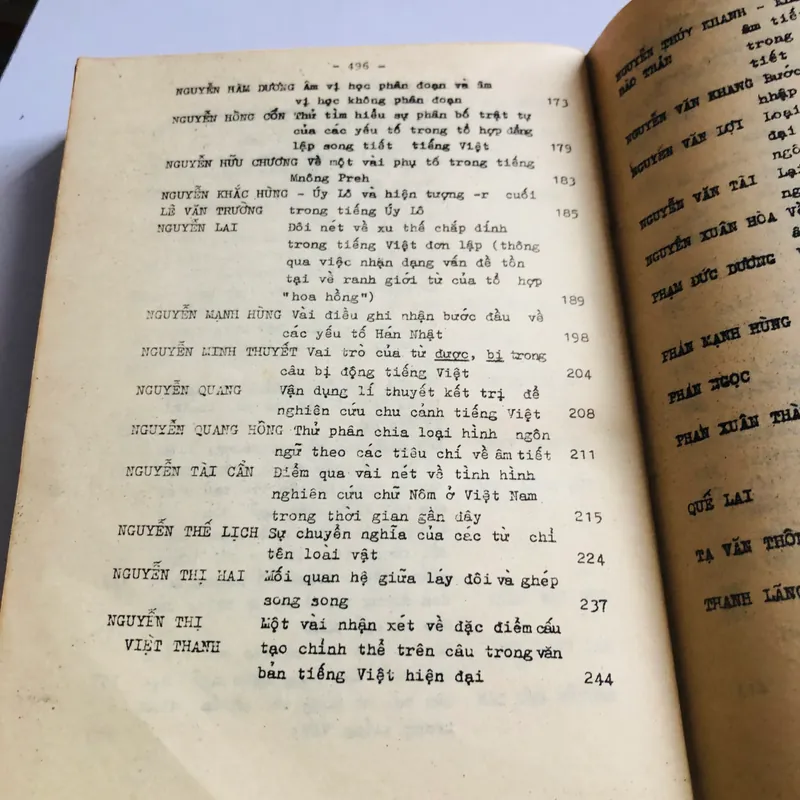 - 496 -
NGUYỄN HÀM DƯƠNG Âm vị học phân đoạn và âm
vị học không phân đoạn 173
NGUYỄN HỒNG CỔN Thử tìm hiểu sự phân bố trật tự
của các yếu tố trong tổ hợp đẳng
lập song tiết tiếng Việt 179
NGUYỄN HỮU CHƯƠNG Về một vài phụ tố trong tiếng
Mnông Preh 183
NGUYỄN KHẮC HÙNG - Úy Lô và hiện tượng -r cuối
LÊ VĂN TRƯỜNG trong tiếng Úy Lô 185
NGUYỄN LAI Đôi nét về xu thế chắp dính
trong tiếng Việt đơn lập (thông
qua việc nhận dạng vấn đề tồn
tại về ranh giới từ của tổ hợp
"hoa hồng") 189
NGUYỄN MẠNH HÙNG Vài điều ghi nhận bước đầu về
các yếu tố Hán Nhật 198
NGUYỄN MINH THUYẾT Vai trò của từ được, bị trong
câu bị động tiếng Việt 204
NGUYỄN QUANG Vận dụng lí thuyết kết trị để
nghiên cứu chu cảnh tiếng Việt 208
NGUYỄN QUANG HỒNG Thử phân chia loại hình ngôn
ngữ theo các tiêu chí về âm tiết 211
NGUYỄN TÀI CẨN Điểm qua vài nét về tình hình
nghiên cứu chữ Nôm ở Việt Nam
trong thời gian gần đây 215
NGUYỄN THẾ LỊCH Sự chuyển nghĩa của các từ chỉ
tên loài vật 224
NGUYỄN THỊ HAI Mối quan hệ giữa láy đôi và ghép
song song 237
NGUYỄN THỊ Một vài nhận xét về đặc điểm cấu
VIỆT THANH tạo chỉnh thể trên câu trong văn
bản tiếng Việt hiện đại 244
NGUYỄN THÚY KHANH -
BẢO THẢN trong
tiết
NGUYỄN VĂN KHANG Bước
nhập
NGUYỄN VĂN LỢI Loại
NGUYỄN VĂN TÀI Lại
NGUYỄN XUÂN HÒA Về
PHẠM ĐỨC DƯƠNG
PHAN MẠNH HÙNG
PHAN NGỌC
PHAN XUÂN THÀ
QUẾ LAI
TẠ VĂN THÔN
THANH LÃNG